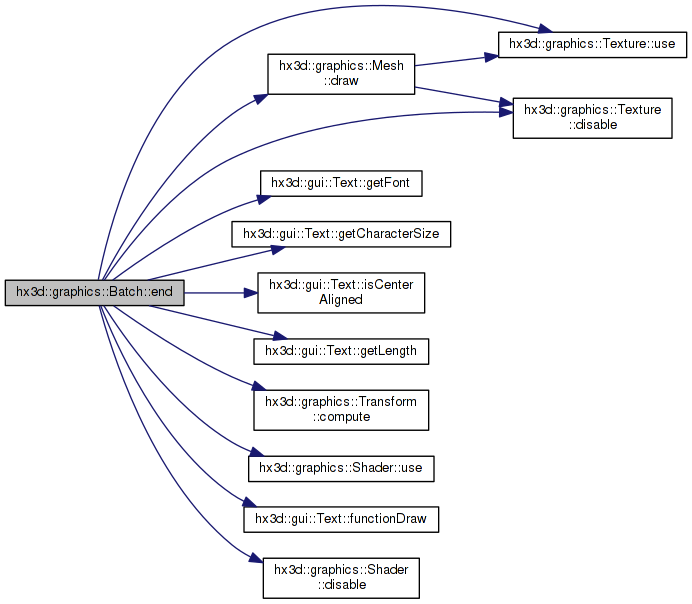 hx3d::graphics::Texture::use
hx3d::graphics::Mesh
::draw
hx3d::graphics::Texture
::disable
hx3d::gui::Text::getFont
hx3d::gui::Text::getCharacterSize
hx3d::graphics::Batch::end
hx3d::gui::Text::isCenter
Aligned
hx3d::gui::Text::getLength
hx3d::graphics::Transform
::compute
hx3d::graphics::Shader::use
hx3d::gui::Text::functionDraw
hx3d::graphics::Shader
::disable